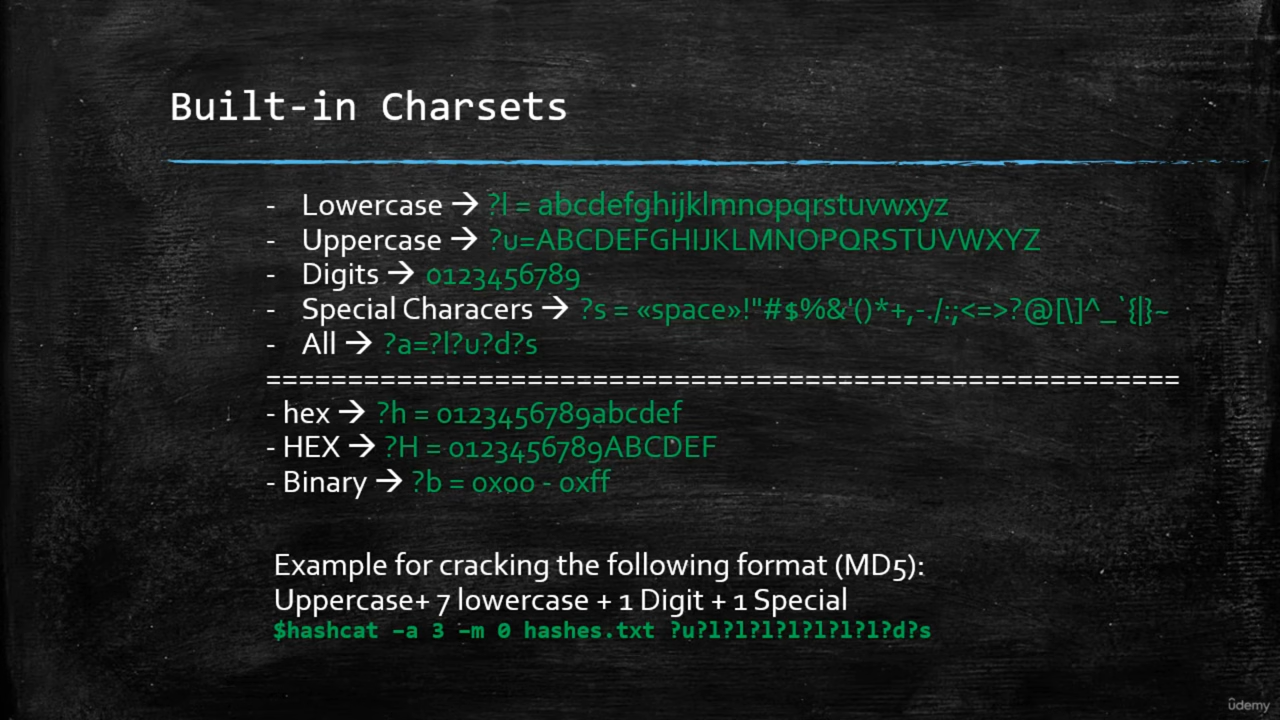 Built-in Charsets
- Lowercase → ?l = abcdefghijklmnopqrstuvwxyz
- Uppercase → ?u=ABCDEFGHIJKLMNOPQRSTUVWXYZ
- Digits → 0123456789
- Special Characers → ?s = «space»!"#$%&'()*+,-./:;<=>?@[\]^_`{|}~
- All → ?a=?l?u?d?s
========================================================
- hex → ?h = 0123456789abcdef
- HEX → ?H = 0123456789ABCDEF
- Binary → ?b = 0x00 - 0xff
Example for cracking the following format (MD5):
Uppercase+ 7 lowercase + 1 Digit + 1 Special
$hashcat –a 3 –m 0 hashes.txt ?u?l?l?l?l?l?l?l?d?s
ûdemy